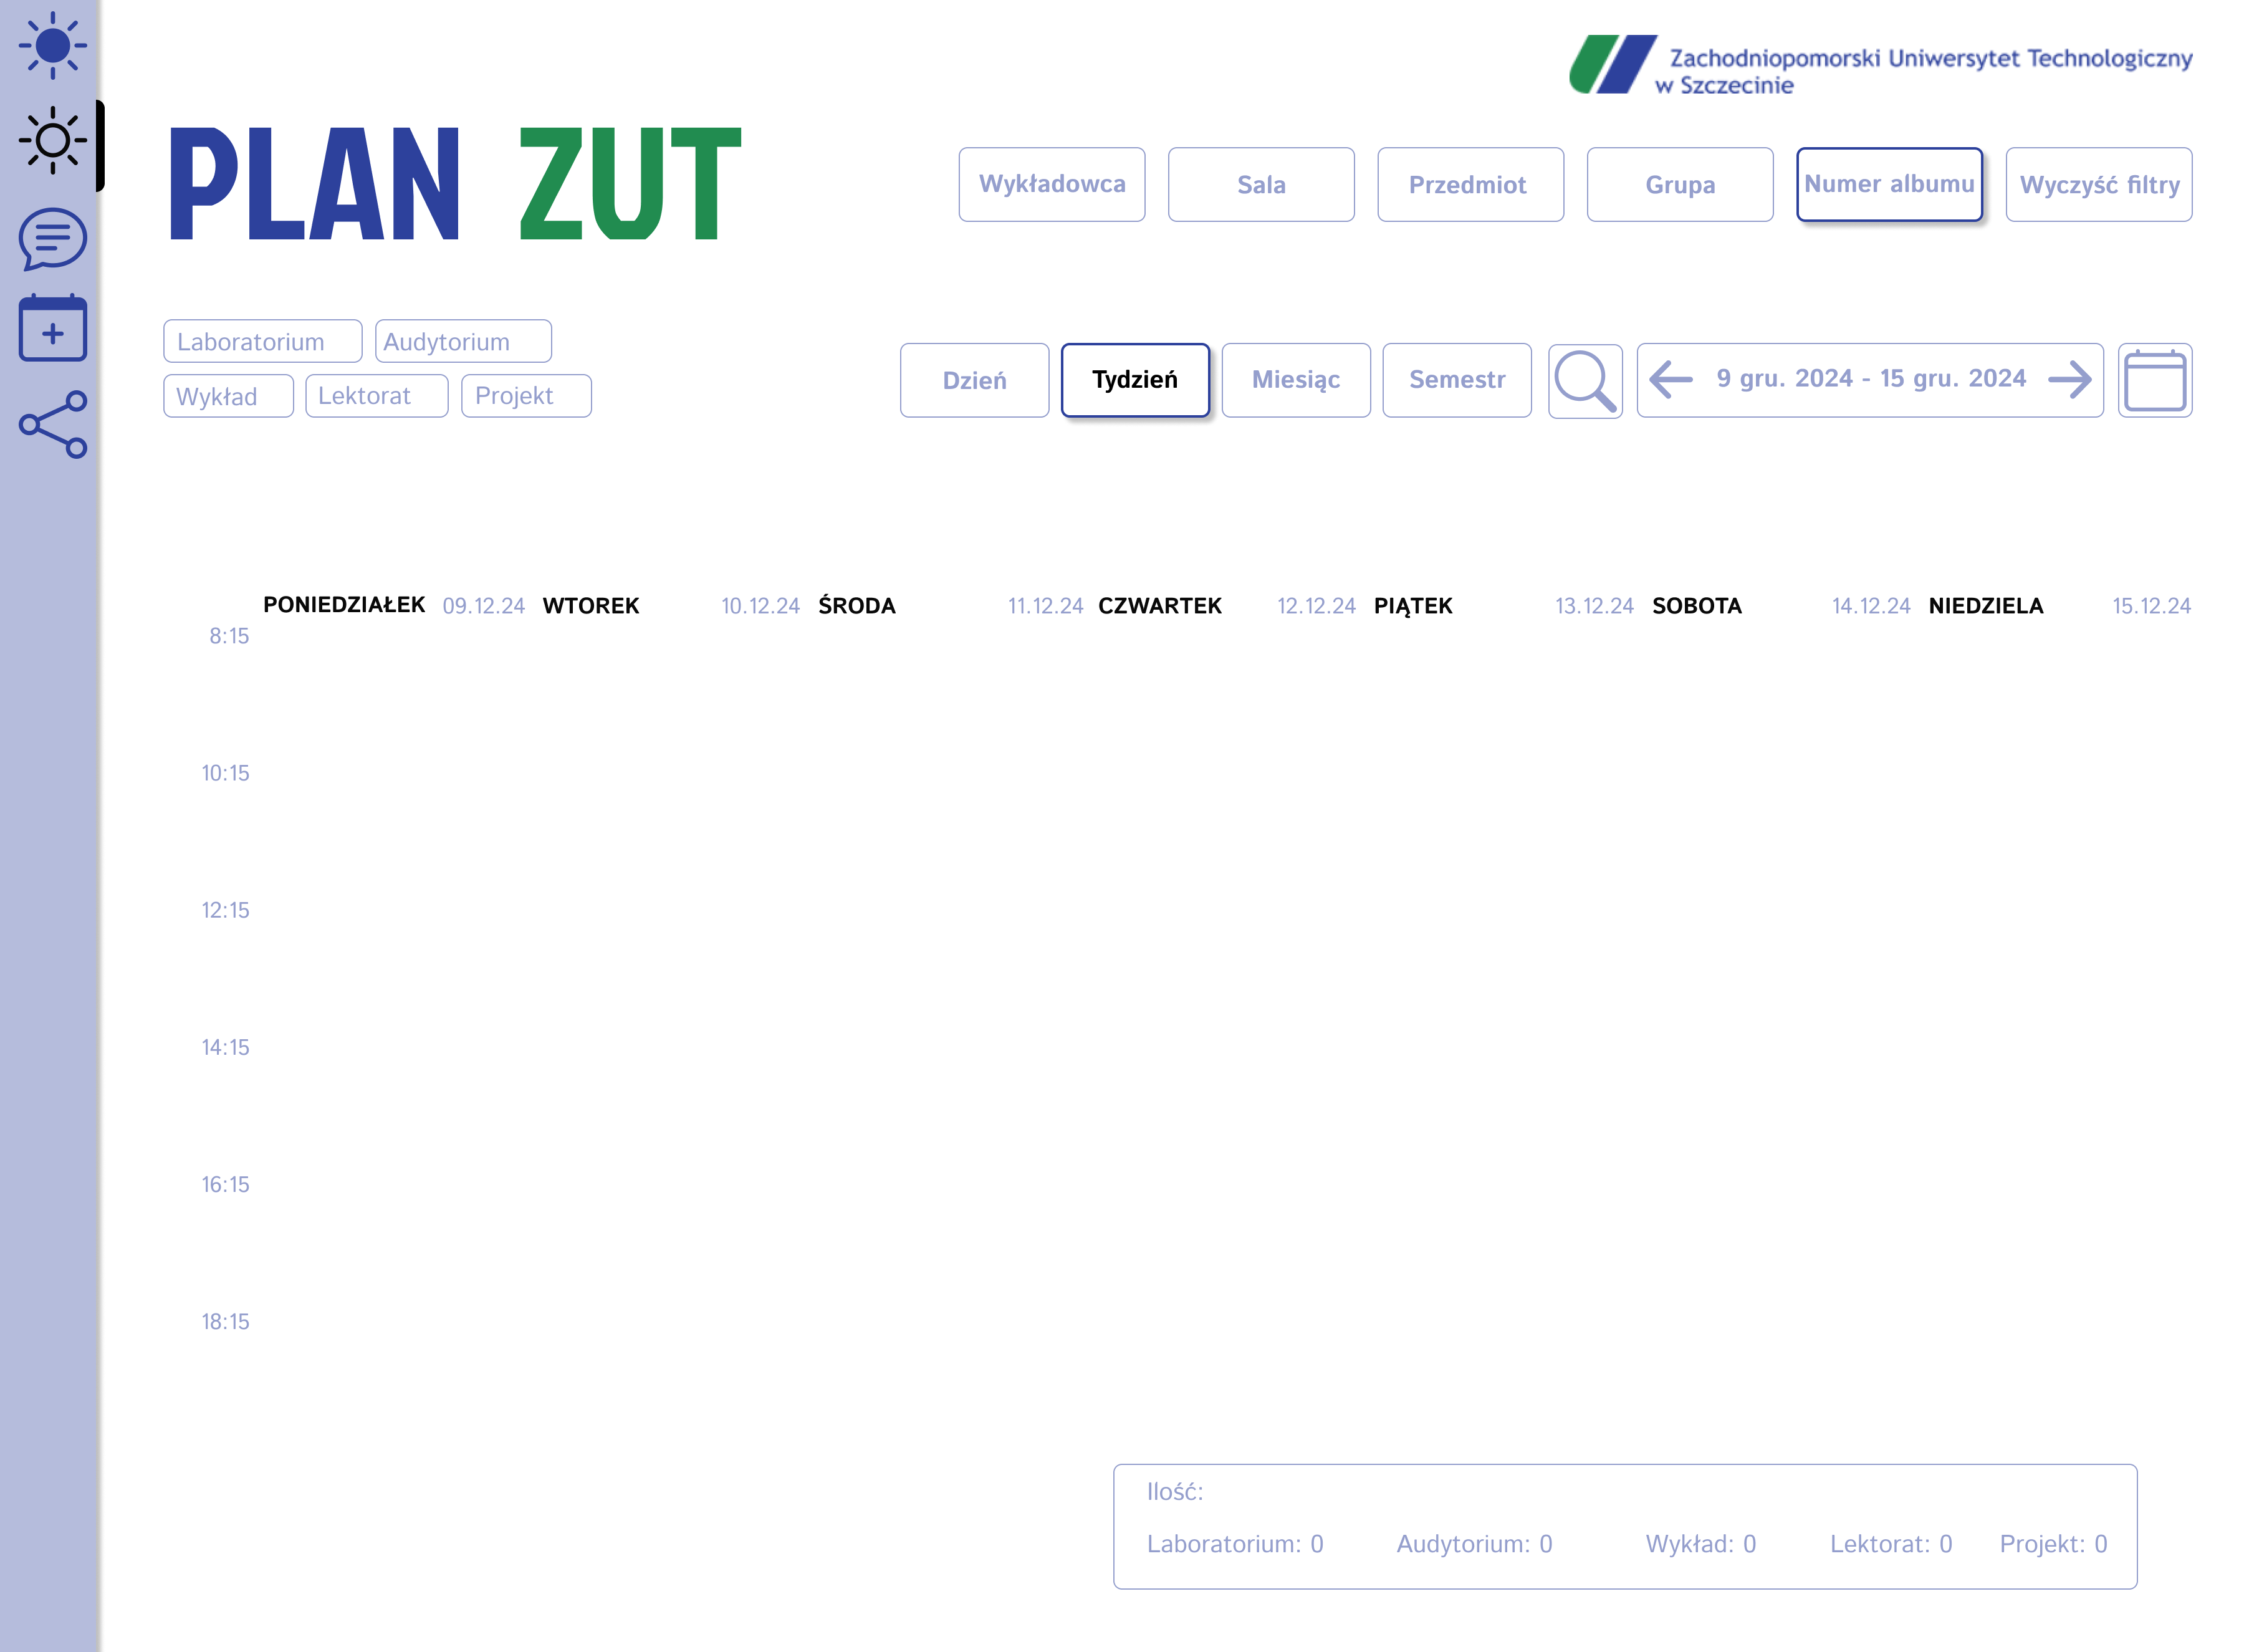 Zachodniopomorski Uniwersytet Technologiczny
w Szczecinie
PLAN ZUT
Wykładowca Sala Przedmiot Grupa Numer albumu Wyczyść filtry
Laboratorium Audytorium
Wykład Lektorat Projekt
Dzień Tydzień Miesiąc Semestr 9 gru. 2024 - 15 gru. 2024
PONIEDZIAŁEK 09.12.24 WTOREK 10.12.24 ŚRODA 11.12.24 CZWARTEK 12.12.24 PIĄTEK 13.12.24 SOBOTA 14.12.24 NIEDZIELA 15.12.24
8:15
10:15
12:15
14:15
16:15
18:15
Ilość:
Laboratorium: 0 Audytorium: 0 Wykład: 0 Lektorat: 0 Projekt: 0